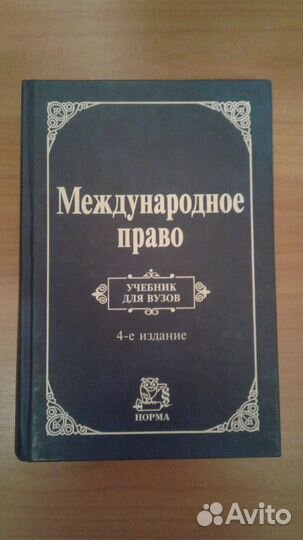 Международное
право
УЧЕБНИК
ДЛЯ ВУЗОВ
4-е издание
НОРМА
Avito